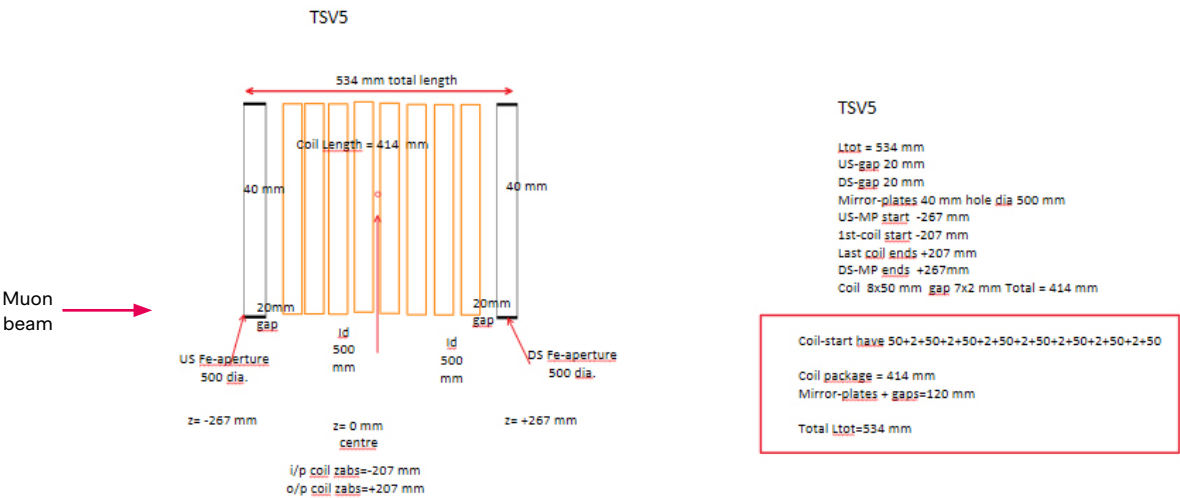 TSV5
534 mm total length
Coil Length = 414 mm
40 mm
40 mm
Muon
beam
20mm
gap
20mm
gap
US Fe-aperture
500 dia.
Id
500
mm
Id
500
mm
DS Fe-aperture
500 dia.
z= -267 mm
z= 0 mm
centre
z= +267 mm
i/p coil zabs=-207 mm
o/p coil zabs=+207 mm
TSV5
Ltot = 534 mm
US-gap 20 mm
DS-gap 20 mm
Mirror-plates 40 mm hole dia 500 mm
US-MP start -267 mm
1st-coil start -207 mm
Last coil ends +207 mm
DS-MP ends +267mm
Coil 8x50 mm gap 7x2 mm Total = 414 mm
Coil-start have 50+2+50+2+50+2+50+2+50+2+50+2+50+2+50
Coil package = 414 mm
Mirror-plates + gaps=120 mm
Total Ltot=534 mm